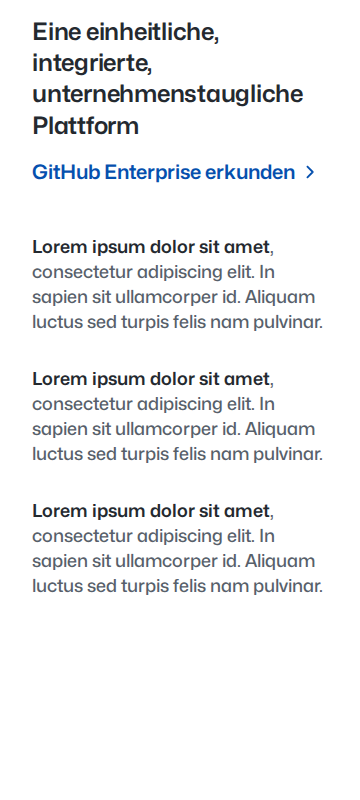 Eine einheitliche,
integrierte,
unternehmenstaugliche
Plattform
GitHub Enterprise erkunden
Lorem ipsum dolor sit amet,
consectetur adipiscing elit. In
sapien sit ullamcorper id. Aliquam
luctus sed turpis felis nam pulvinar.
Lorem ipsum dolor sit amet,
consectetur adipiscing elit. In
sapien sit ullamcorper id. Aliquam
luctus sed turpis felis nam pulvinar.
Lorem ipsum dolor sit amet,
consectetur adipiscing elit. In
sapien sit ullamcorper id. Aliquam
luctus sed turpis felis nam pulvinar.